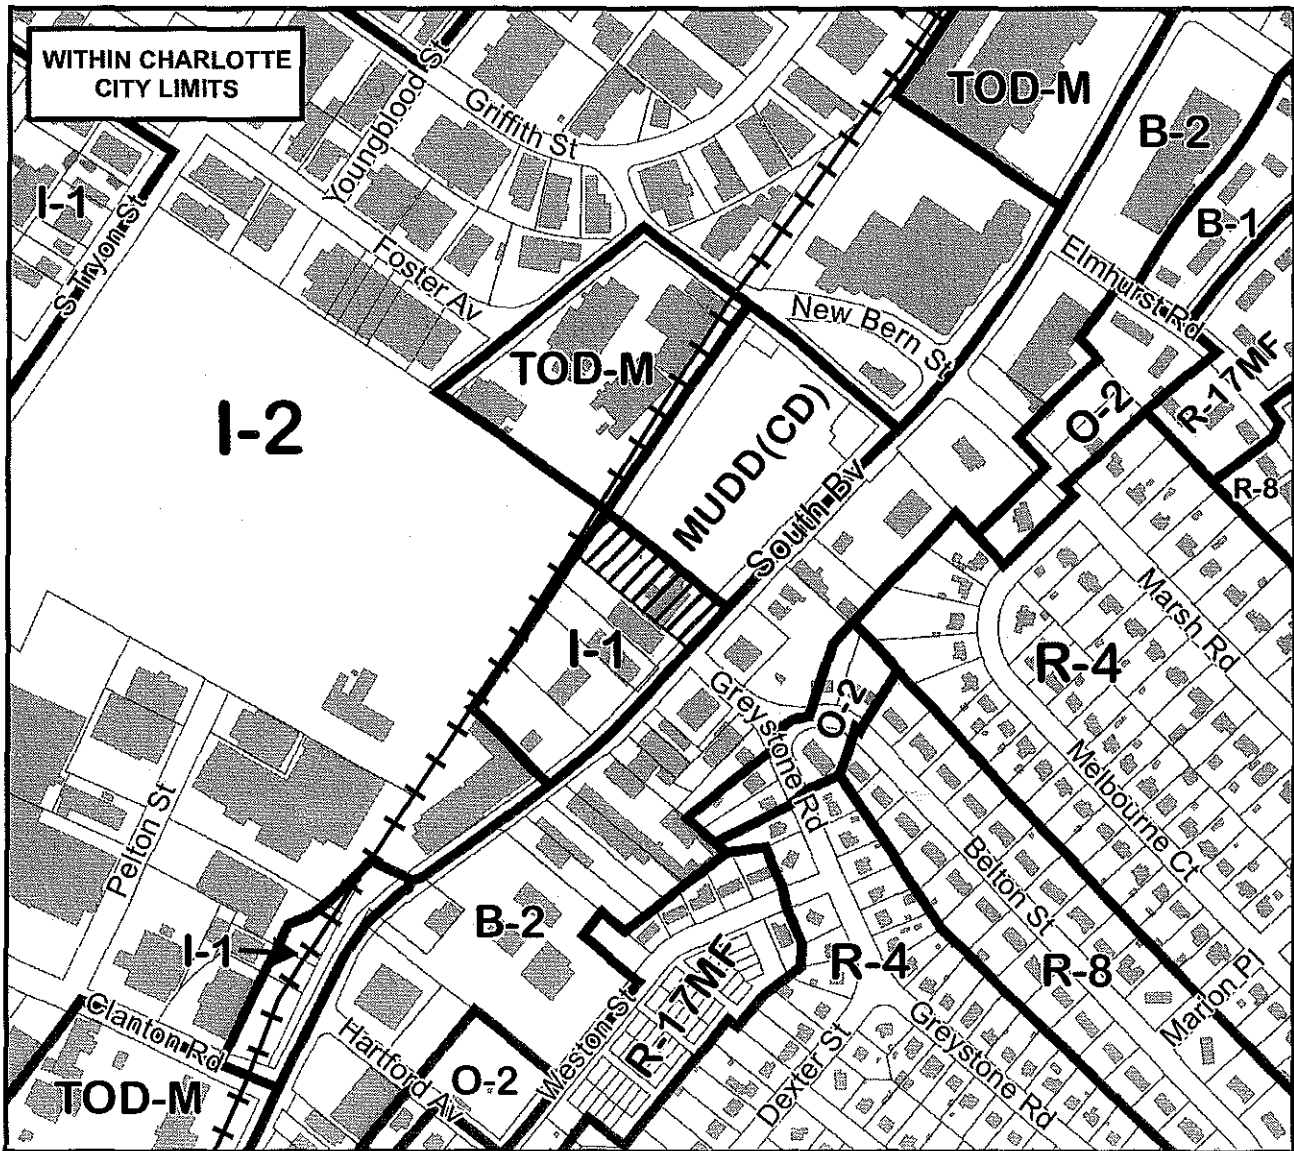 WITHIN CHARLOTTE
CITY LIMITS
Youngblood St
Griffith St
TOD-M
B-2
I-1
S Tryon St
B-1
Foster Av
Elmhurst Rd
New Bern St
TOD-M
R-17MF
O-2
I-2
MUDD(CD)
R-8
South Bv
Marsh Rd
I-1
R-4
Greystone Rd
O-2
Melbourne Ct
Pelton St
Belton St
B-2
I-1
R-17MF
R-4
R-8
Marion Pl
Clanton Rd
Hartford Av
Weston St
Greystone Rd
Dexter St
O-2
TOD-M